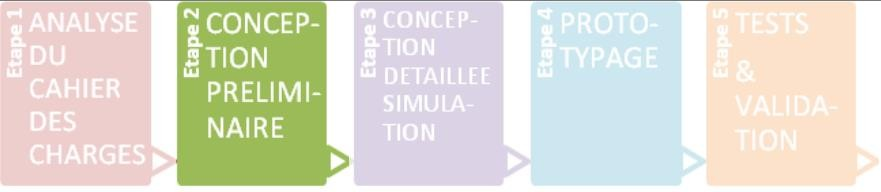 Etape 1
ANALYSE
DU
CAHIER
DES
CHARGES
Etape 2
CONCEP-
TION
PRELIMI-
NAIRE
Etape 3
CONCEP-
TION
DETAILLEE
SIMULA-
TION
Etape 4
PROTO-
TYPAGE
Etape 5
TESTS
&
VALIDA-
TION